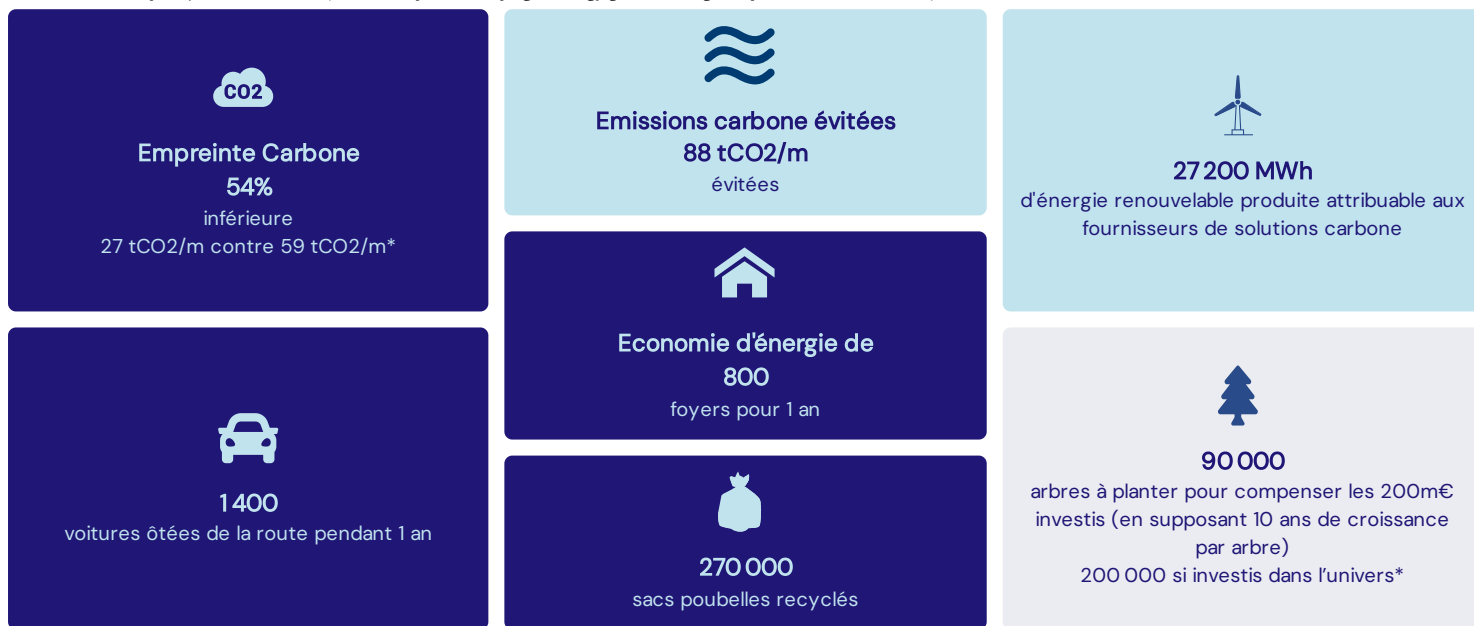 CO2
Empreinte Carbone
54%
inférieure
27 tCO2/m contre 59 tCO2/m*
1 400
voitures ôtées de la route pendant 1 an
Emissions carbone évitées
88 tCO2/m
évitées
Economie d'énergie de
800
foyers pour 1 an
270 000
sacs poubelles recyclés
27 200 MWh
d'énergie renouvelable produite attribuable aux
fournisseurs de solutions carbone
90 000
arbres à planter pour compenser les 200m€
investis (en supposant 10 ans de croissance
par arbre)
200 000 si investis dans l’univers*